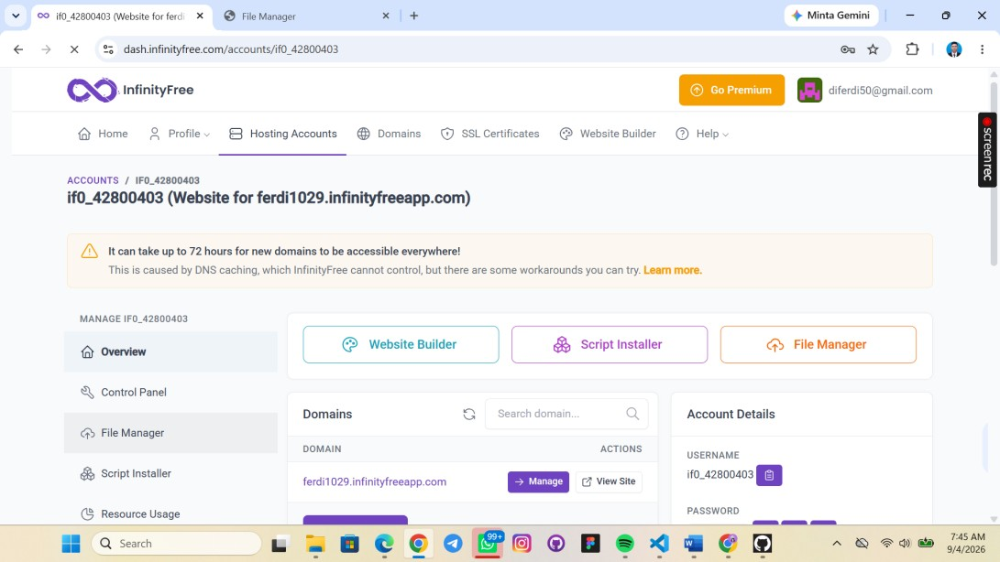 if0_42800403 (Website for ferdi
File Manager
Minta Gemini
dash.infinityfree.com/accounts/if0_42800403
InfinityFree
Go Premium
diferdi50@gmail.com
Home
Profile
Hosting Accounts
Domains
SSL Certificates
Website Builder
Help
screenrec
ACCOUNTS / IF0_42800403
if0_42800403 (Website for ferdi1029.infinityfreeapp.com)
It can take up to 72 hours for new domains to be accessible everywhere!
This is caused by DNS caching, which InfinityFree cannot control, but there are some workarounds you can try. Learn more.
MANAGE IF0_42800403
Overview
Control Panel
File Manager
Script Installer
Resource Usage
Website Builder
Script Installer
File Manager
Domains
Search domain...
DOMAIN
ACTIONS
ferdi1029.infinityfreeapp.com
Manage
View Site
Account Details
USERNAME
if0_42800403
PASSWORD
Search
99+
7:45 AM
9/4/2026